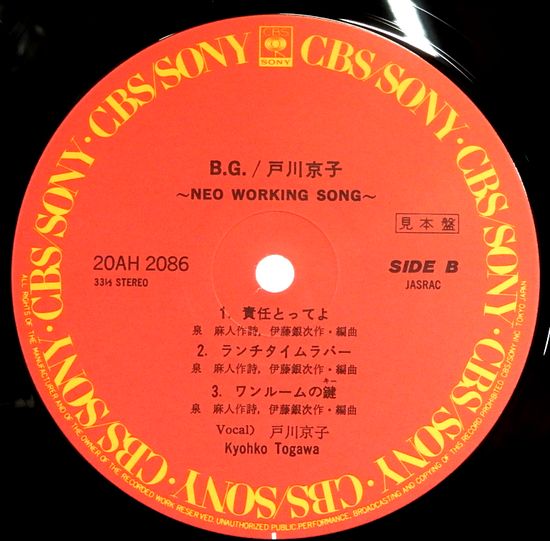 CBS/SONY · CBS/SONY · CBS/SONY · CBS/SONY · CBS/SONY · CBS/SONY · CBS/SONY
CBS
SONY
B.G. / 戸川京子
～NEO WORKING SONG～
見本盤
20AH 2086
33⅓ STEREO
SIDE B
JASRAC
1. 責任とってよ
泉 麻人作詩, 伊藤銀次作・編曲
2. ランチタイムラバー
泉 麻人作詩, 伊藤銀次作・編曲
キー
3. ワンルームの鍵
泉 麻人作詩, 伊藤銀次作・編曲
Vocal) 戸川京子
Kyohko Togawa
ALL RIGHTS OF THE MANUFACTURER AND OF THE OWNER OF THE RECORDED WORK RESERVED. UNAUTHORIZED PUBLIC PERFORMANCE, BROADCASTING AND COPYING OF THIS RECORD PROHIBITED. CBS/SONY INC. TOKYO JAPAN